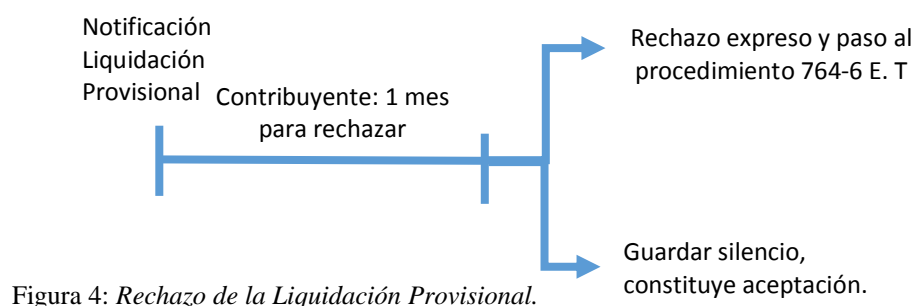 Notificación
Liquidación
Provisional
Contribuyente: 1 mes
para rechazar
Rechazo expreso y paso al
procedimiento 764-6 E. T
Guardar silencio,
constituye aceptación.
Figura 4: Rechazo de la Liquidación Provisional.